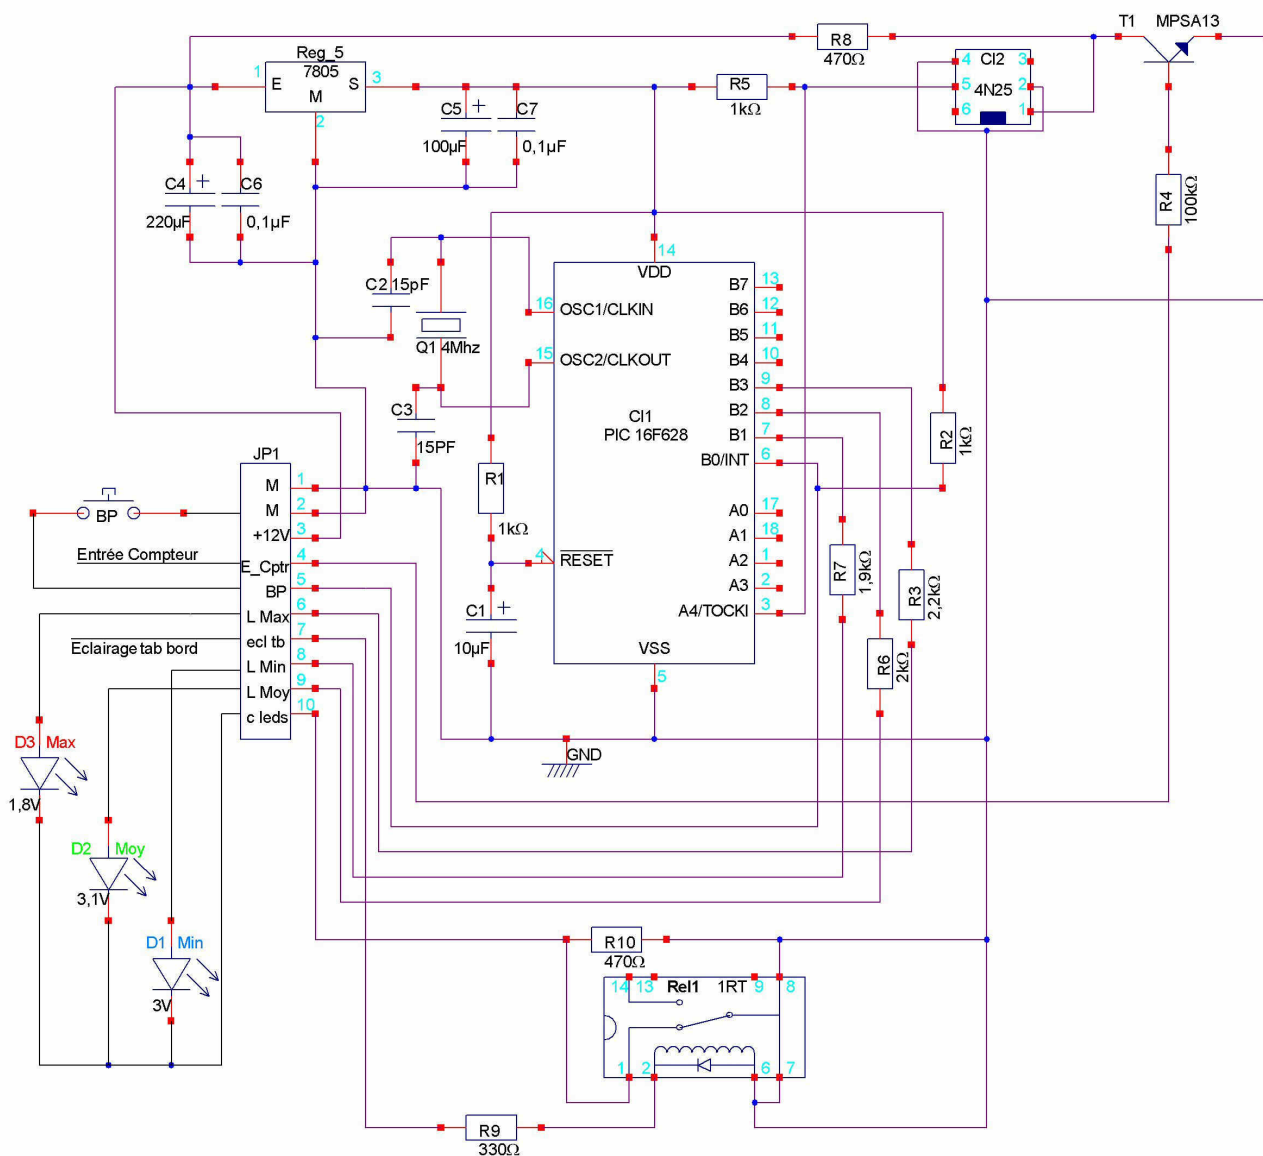 T1 MPSA13
R8
470Ω
Reg_5
7805
1 E S 3
M
2
4 CI2 3
5 4N25 2
6 1
R5
1kΩ
C5 + C7
100µF 0,1µF
C4 + C6
220µF 0,1µF
R4
100kΩ
14
VDD
C2 15pF
16 OSC1/CLKIN
Q1 4Mhz
15 OSC2/CLKOUT
C3
15PF
CI1
PIC 16F628
B7 13
B6 12
B5 11
B4 10
B3 9
B2 8
B1 7
B0/INT 6
A0 17
A1 18
A2 1
A3 2
A4/TOCKI 3
R2
1kΩ
R1
1kΩ
4 RESET
C1 +
10µF
VSS
5
GND
R7
1,9kΩ
R3
2,2kΩ
R6
2kΩ
JP1
M 1
M 2
+12V 3
E_Cptr 4
BP 5
L Max 6
ecl tb 7
L Min 8
L Moy 9
c leds 10
BP
Entrée Compteur
Eclairage tab bord
D3 Max
1,8V
D2 Moy
3,1V
D1 Min
3V
R10
470Ω
14 13 Rel1 1RT 9 8
1 2 6 7
R9
330Ω